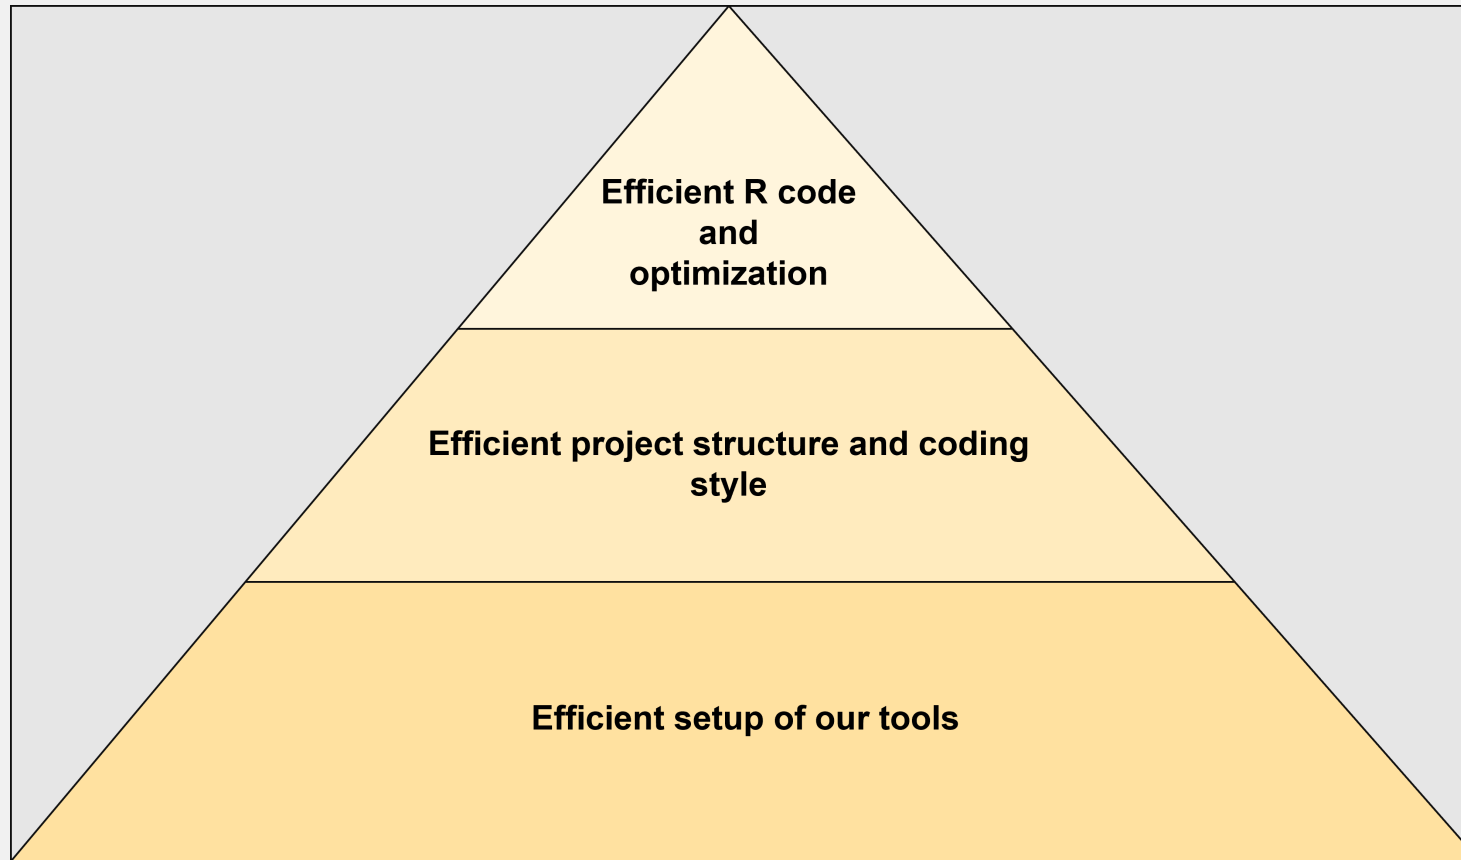 Efficient R code
and
optimization
Efficient project structure and coding
style
Efficient setup of our tools